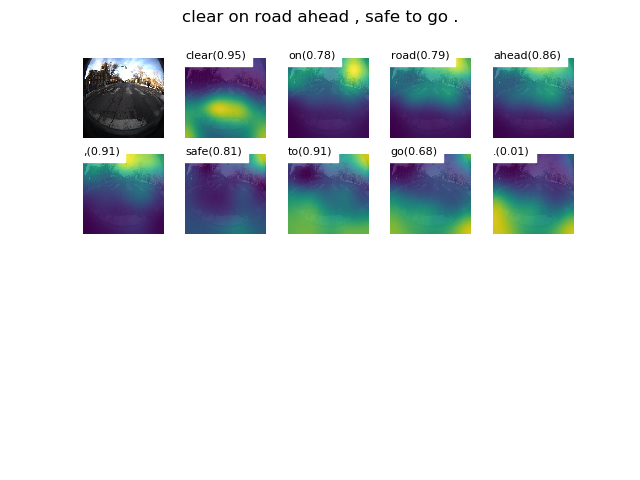 clear on road ahead , safe to go .
clear(0.95) on(0.78) road(0.79) ahead(0.86)
,(0.91) safe(0.81) to(0.91) go(0.68) .(0.01)